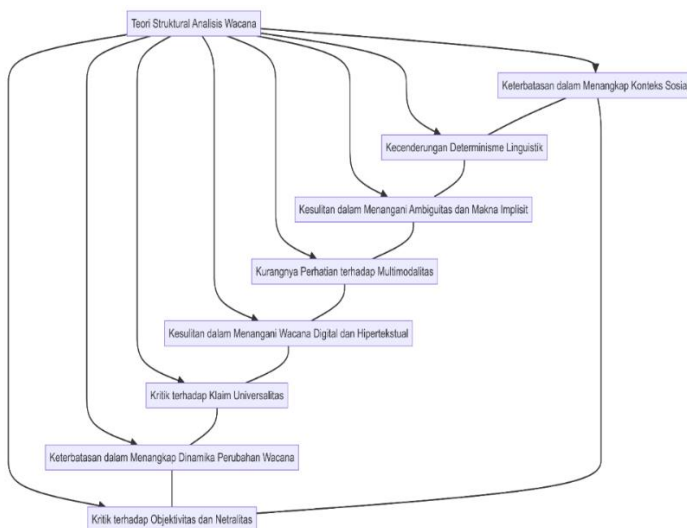 Teori Struktural Analisis Wacana
Keterbatasan dalam Menangkap Konteks Sosial
Kecenderungan Determinisme Linguistik
Kesulitan dalam Menangani Ambiguitas dan Makna Implisit
Kurangnya Perhatian terhadap Multimodalitas
Kesulitan dalam Menangani Wacana Digital dan Hipertekstual
Kritik terhadap Klaim Universalitas
Keterbatasan dalam Menangkap Dinamika Perubahan Wacana
Kritik terhadap Objektivitas dan Netralitas